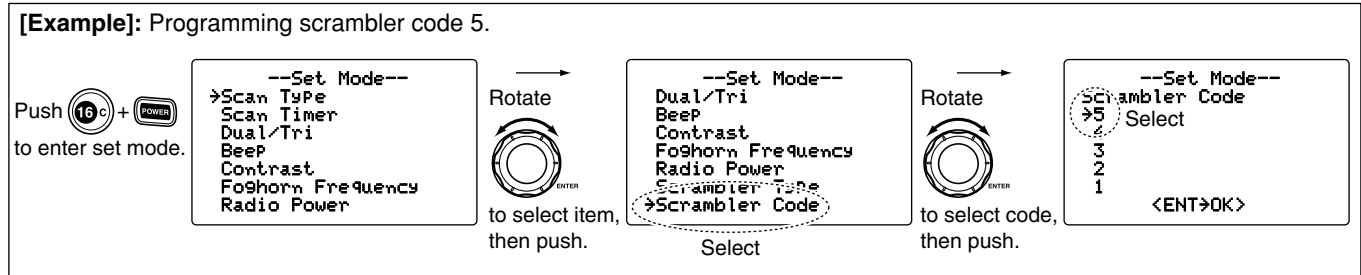 [Example]: Programming scrambler code 5.
Push 16 C + POWER
to enter set mode.
--Set Mode--
→Scan Type
Scan Timer
Dual/Tri
Beep
Contrast
Foghorn Frequency
Radio Power
Rotate
ENTER
to select item,
then push.
--Set Mode--
Dual/Tri
Beep
Contrast
Foghorn Frequency
Radio Power
Scrambler Type
→Scrambler Code
Select
Rotate
ENTER
to select code,
then push.
--Set Mode--
Scrambler Code
→5 Select
4
3
2
1
<ENT→OK>